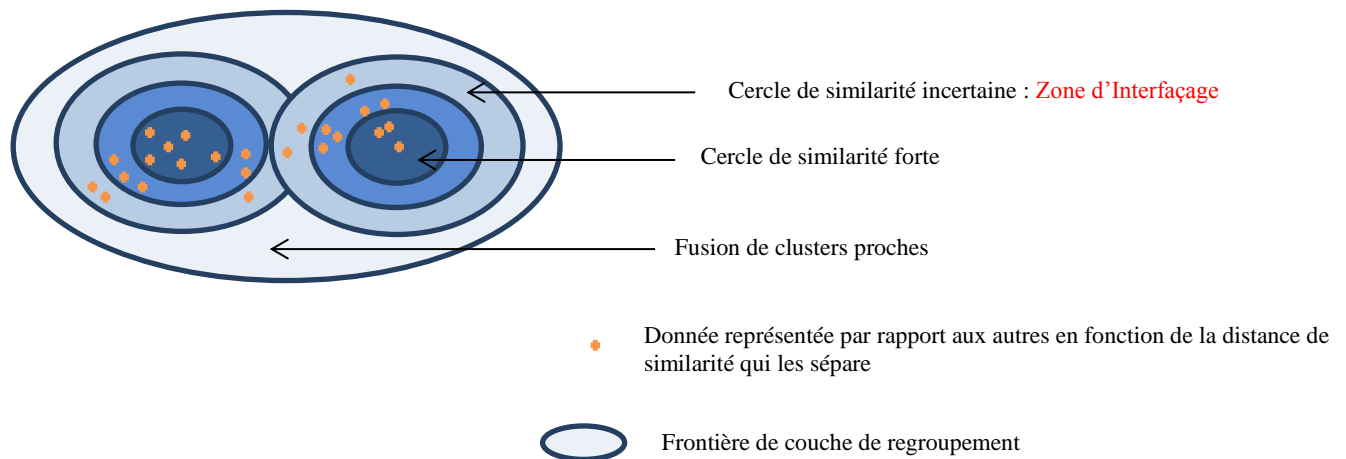 Cercle de similarité incertaine : Zone d’Interfaçage
Cercle de similarité forte
Fusion de clusters proches
Donnée représentée par rapport aux autres en fonction de la distance de
similarité qui les sépare
Frontière de couche de regroupement